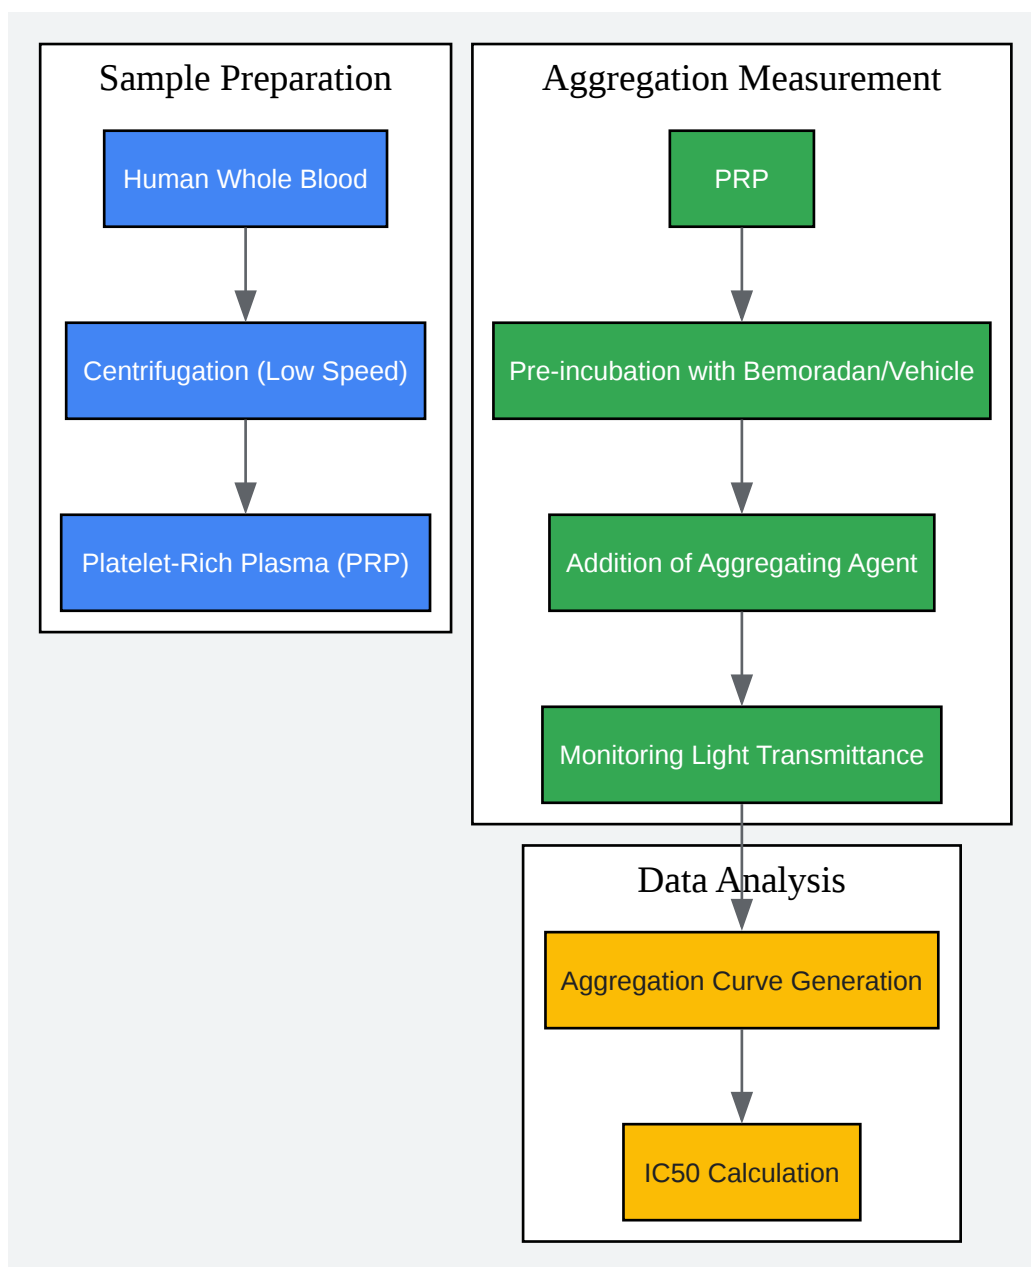 Sample Preparation
Human Whole Blood
Centrifugation (Low Speed)
Platelet-Rich Plasma (PRP)
Aggregation Measurement
PRP
Pre-incubation with Bemoradan/Vehicle
Addition of Aggregating Agent
Monitoring Light Transmittance
Data Analysis
Aggregation Curve Generation
IC50 Calculation